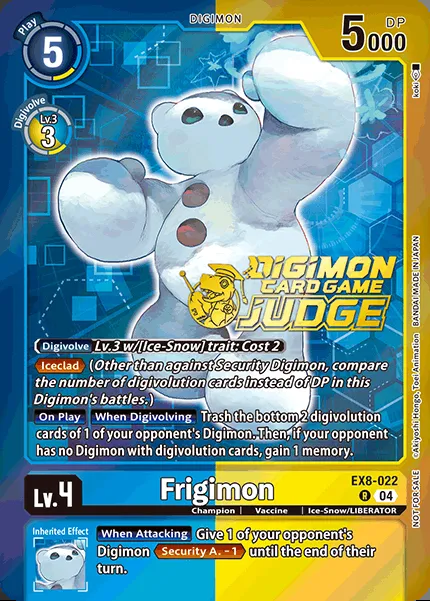 Play
5
DIGIMON
DP
5000
koki
Digivolve
Lv.3
3
DIGIMON
CARD GAME
JUDGE
Digivolve Lv.3 w/[Ice-Snow] trait: Cost 2
Iceclad (Other than against Security Digimon, compare
the number of digivolution cards instead of DP in this
Digimon's battles.)
On Play When Digivolving Trash the bottom 2 digivolution
cards of 1 of your opponent's Digimon. Then, if your opponent
has no Digimon with digivolution cards, gain 1 memory.
©Akiyoshi Hongo, Toei Animation BANDAI MADE IN JAPAN
NOT FOR SALE
Lv.4
Frigimon
EX8-022
R 04
Champion Vaccine Ice-Snow/LIBERATOR
Inherited Effect
When Attacking Give 1 of your opponent's
Digimon Security A. -1 until the end of their
turn.